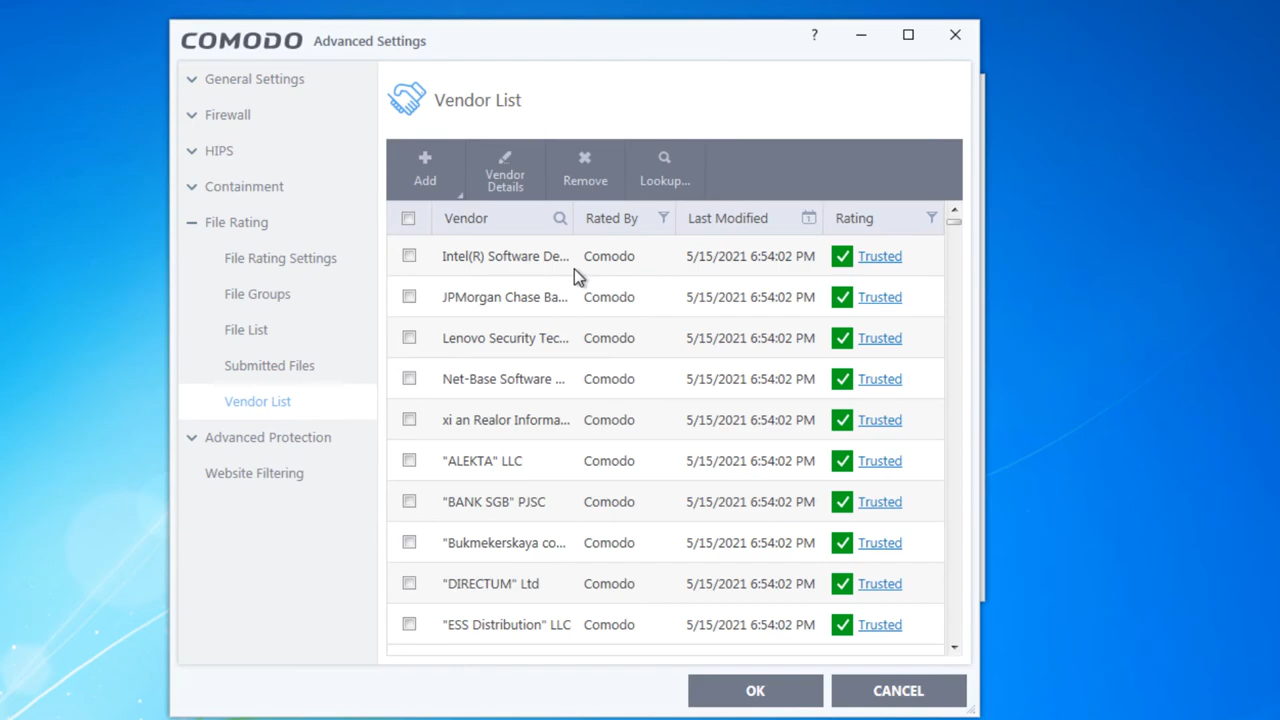 COMODO Advanced Settings ?
General Settings
Firewall
HIPS
Containment
File Rating
File Rating Settings
File Groups
File List
Submitted Files
Vendor List
Advanced Protection
Website Filtering
Vendor List
Add
Vendor
Details
Remove
Lookup...
Vendor Rated By Last Modified 1 Rating
Intel(R) Software De... Comodo 5/15/2021 6:54:02 PM Trusted
JPMorgan Chase Ba... Comodo 5/15/2021 6:54:02 PM Trusted
Lenovo Security Tec... Comodo 5/15/2021 6:54:02 PM Trusted
Net-Base Software ... Comodo 5/15/2021 6:54:02 PM Trusted
xi an Realor Informa... Comodo 5/15/2021 6:54:02 PM Trusted
"ALEKTA" LLC Comodo 5/15/2021 6:54:02 PM Trusted
"BANK SGB" PJSC Comodo 5/15/2021 6:54:02 PM Trusted
"Bukmekerskaya co... Comodo 5/15/2021 6:54:02 PM Trusted
"DIRECTUM" Ltd Comodo 5/15/2021 6:54:02 PM Trusted
"ESS Distribution" LLC Comodo 5/15/2021 6:54:02 PM Trusted
OK
CANCEL